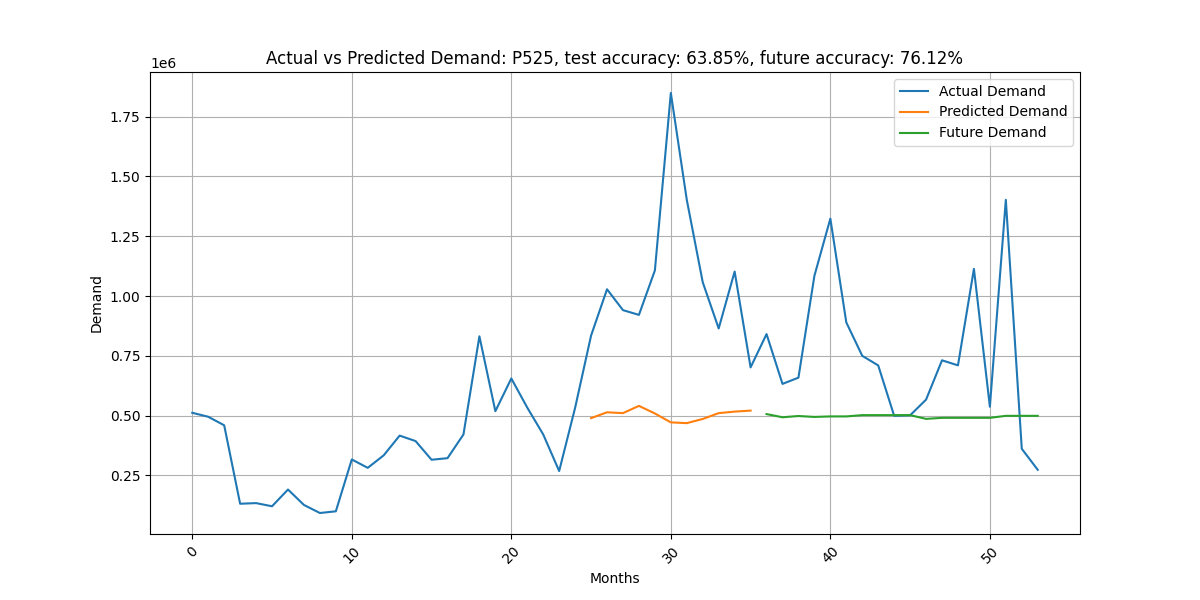 Actual vs Predicted Demand: P525, test accuracy: 63.85%, future accuracy: 76.12%
1e6
Actual Demand
Predicted Demand
Future Demand
1.75
1.50
1.25
1.00
0.75
0.50
0.25
Demand
0
10
20
30
40
50
Months